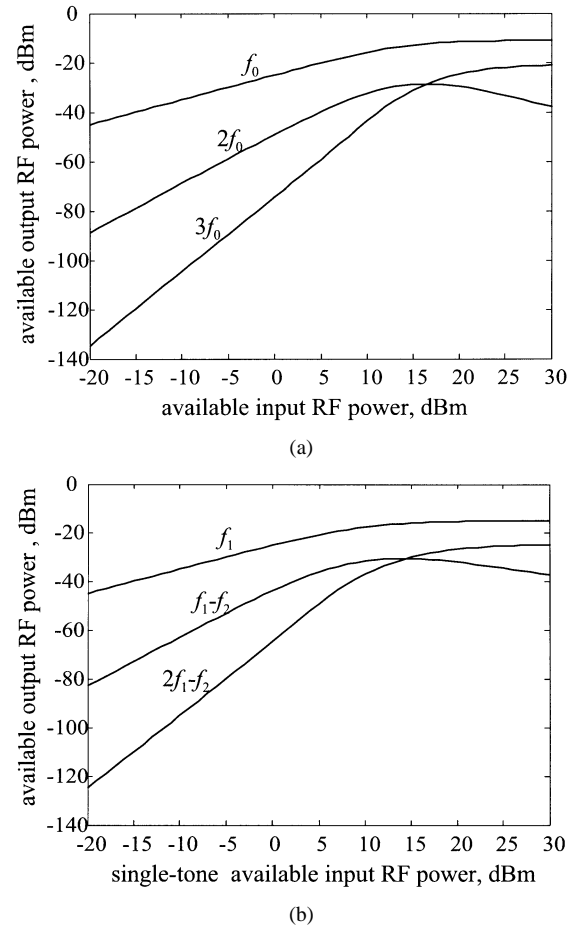 0
-20
-40
-60
-80
-100
-120
-140
f0
2f0
3f0
-20 -15 -10 -5 0 5 10 15 20 25 30
available output RF power , dBm
available input RF power, dBm
(a)
0
-20
-40
-60
-80
-100
-120
-140
f1
f1-f2
2f1-f2
-20 -15 -10 -5 0 5 10 15 20 25 30
available output RF power , dBm
single-tone available input RF power, dBm
(b)